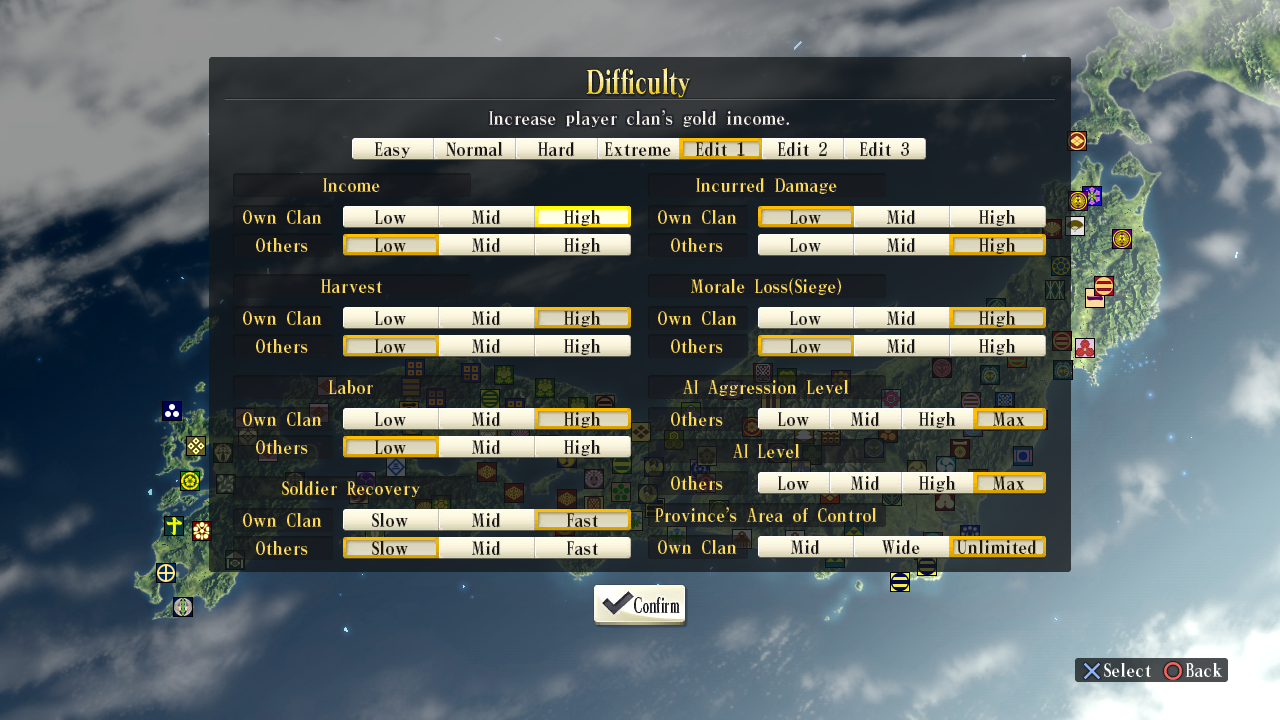 Difficulty
Increase player clan's gold income.
Easy Normal Hard Extreme Edit 1 Edit 2 Edit 3
Income
Own Clan Low Mid High
Others Low Mid High
Harvest
Own Clan Low Mid High
Others Low Mid High
Labor
Own Clan Low Mid High
Others Low Mid High
Soldier Recovery
Own Clan Slow Mid Fast
Others Slow Mid Fast
Incurred Damage
Own Clan Low Mid High
Others Low Mid High
Morale Loss(Siege)
Own Clan Low Mid High
Others Low Mid High
AI Aggression Level
Others Low Mid High Max
AI Level
Others Low Mid High Max
Province's Area of Control
Own Clan Mid Wide Unlimited
Confirm
Select Back